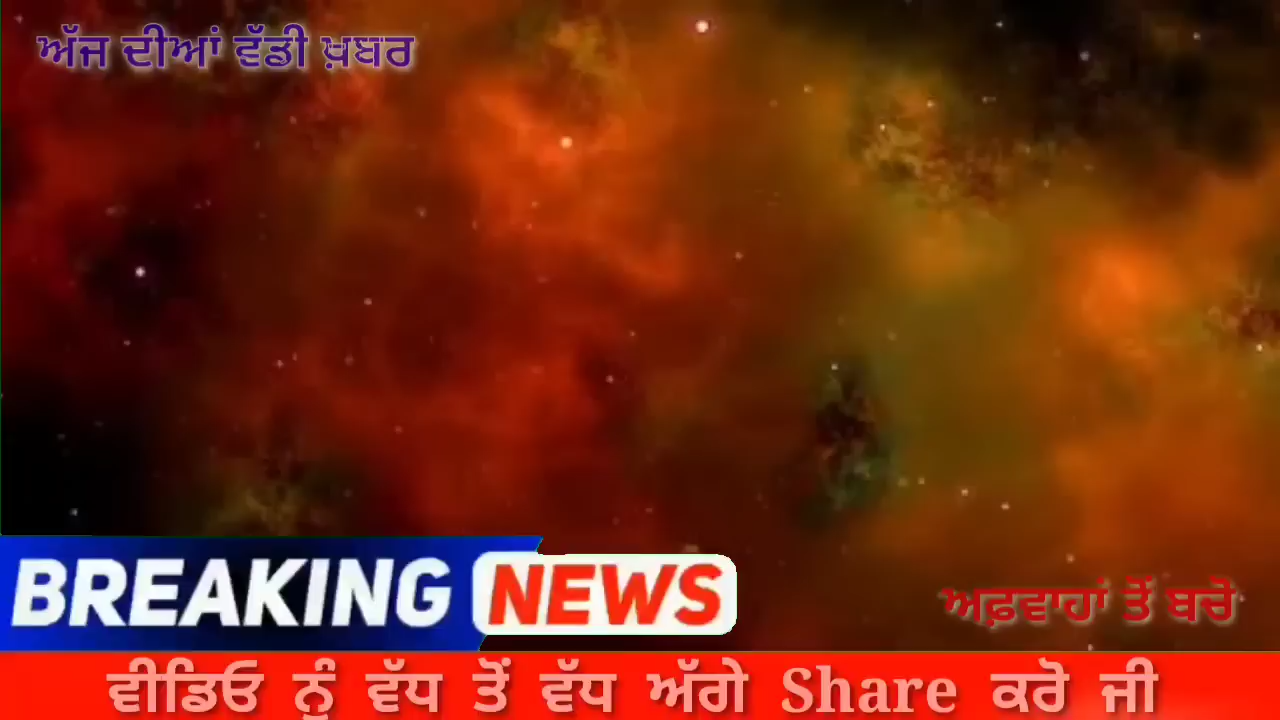 ਅੱਜ ਦੀਆਂ ਵੱਡੀ ਖ਼ਬਰ
BREAKING NEWS
ਅਫ਼ਵਾਹਾਂ ਤੋਂ ਬਚੋ
ਵੀਡਿਓ ਨੂੰ ਵੱਧ ਤੋਂ ਵੱਧ ਅੱਗੇ Share ਕਰੋ ਜੀ